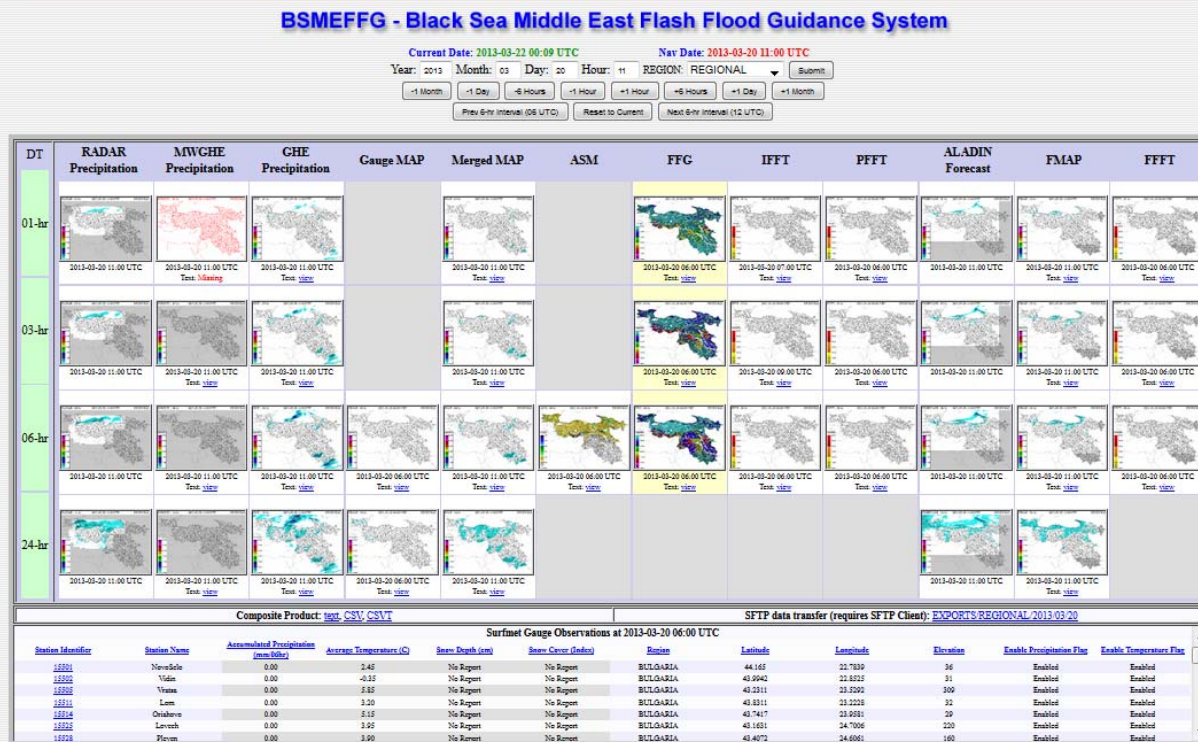 BSMEFFG - Black Sea Middle East Flash Flood Guidance System
Current Date: 2013-03-22 00:09 UTC Nav Date: 2013-03-20 11:00 UTC
Year: 2013 Month: 03 Day: 20 Hour: 11 REGION: REGIONAL Submit
-1 Month -1 Day -6 Hours -1 Hour +1 Hour +6 Hours +1 Day +1 Month
Prev 6-hr Interval (06 UTC) Reset to Current Next 6-hr Interval (12 UTC)
DT RADAR Precipitation MWGHE Precipitation GHE Precipitation Gauge MAP Merged MAP ASM FFG IFFT PFFT ALADIN Forecast FMAP FFFT
01-hr
2013-03-20 11:00 UTC 2013-03-20 11:00 UTC 2013-03-20 11:00 UTC 2013-03-20 11:00 UTC 2013-03-20 06:00 UTC 2013-03-20 07:00 UTC 2013-03-20 06:00 UTC 2013-03-20 11:00 UTC 2013-03-20 11:00 UTC 2013-03-20 06:00 UTC
Text: Missing Text: view Text: view Text: view Text: view Text: view Text: view Text: view
03-hr
2013-03-20 11:00 UTC 2013-03-20 11:00 UTC 2013-03-20 11:00 UTC 2013-03-20 11:00 UTC 2013-03-20 06:00 UTC 2013-03-20 09:00 UTC 2013-03-20 06:00 UTC 2013-03-20 11:00 UTC 2013-03-20 11:00 UTC 2013-03-20 06:00 UTC
Text: view Text: view Text: view Text: view Text: view Text: view Text: view Text: view
06-hr
2013-03-20 11:00 UTC 2013-03-20 11:00 UTC 2013-03-20 11:00 UTC 2013-03-20 06:00 UTC 2013-03-20 11:00 UTC 2013-03-20 06:00 UTC 2013-03-20 06:00 UTC 2013-03-20 06:00 UTC 2013-03-20 06:00 UTC 2013-03-20 11:00 UTC 2013-03-20 11:00 UTC 2013-03-20 06:00 UTC
Text: view Text: view Text: view Text: view Text: view Text: view Text: view Text: view Text: view Text: view
24-hr
2013-03-20 11:00 UTC 2013-03-20 11:00 UTC 2013-03-20 11:00 UTC 2013-03-20 06:00 UTC 2013-03-20 11:00 UTC 2013-03-20 11:00 UTC 2013-03-20 11:00 UTC
Text: view Text: view Text: view Text: view Text: view
Composite Product: text, CSV, CSVT SFTP data transfer (requires SFTP Client): EXPORTS/REGIONAL/2013/03/20
Surfmet Gauge Observations at 2013-03-20 06:00 UTC
Station Identifier Station Name Accumulated Precipitation (mm/06hr) Average Temperature (C) Snow Depth (cm) Snow Cover (Index) Region Latitude Longitude Elevation Enable Precipitation Flag Enable Temperature Flag
15501 NovoSelo 0.00 2.45 No Report No Report BULGARIA 44.165 22.7839 36 Enabled Enabled
15502 Vidin 0.00 -0.35 No Report No Report BULGARIA 43.9942 22.8525 31 Enabled Enabled
15505 Vratsa 0.00 5.85 No Report No Report BULGARIA 43.2311 23.5292 309 Enabled Enabled
15511 Lom 0.00 3.20 No Report No Report BULGARIA 43.8311 23.2228 32 Enabled Enabled
15514 Oriahovo 0.00 5.15 No Report No Report BULGARIA 43.7417 23.9581 29 Enabled Enabled
15525 Lovech 0.00 3.95 No Report No Report BULGARIA 43.1631 24.7006 220 Enabled Enabled
15528 Pleven 0.00 3.90 No Report No Report BULGARIA 43.4072 24.6061 160 Enabled Enabled